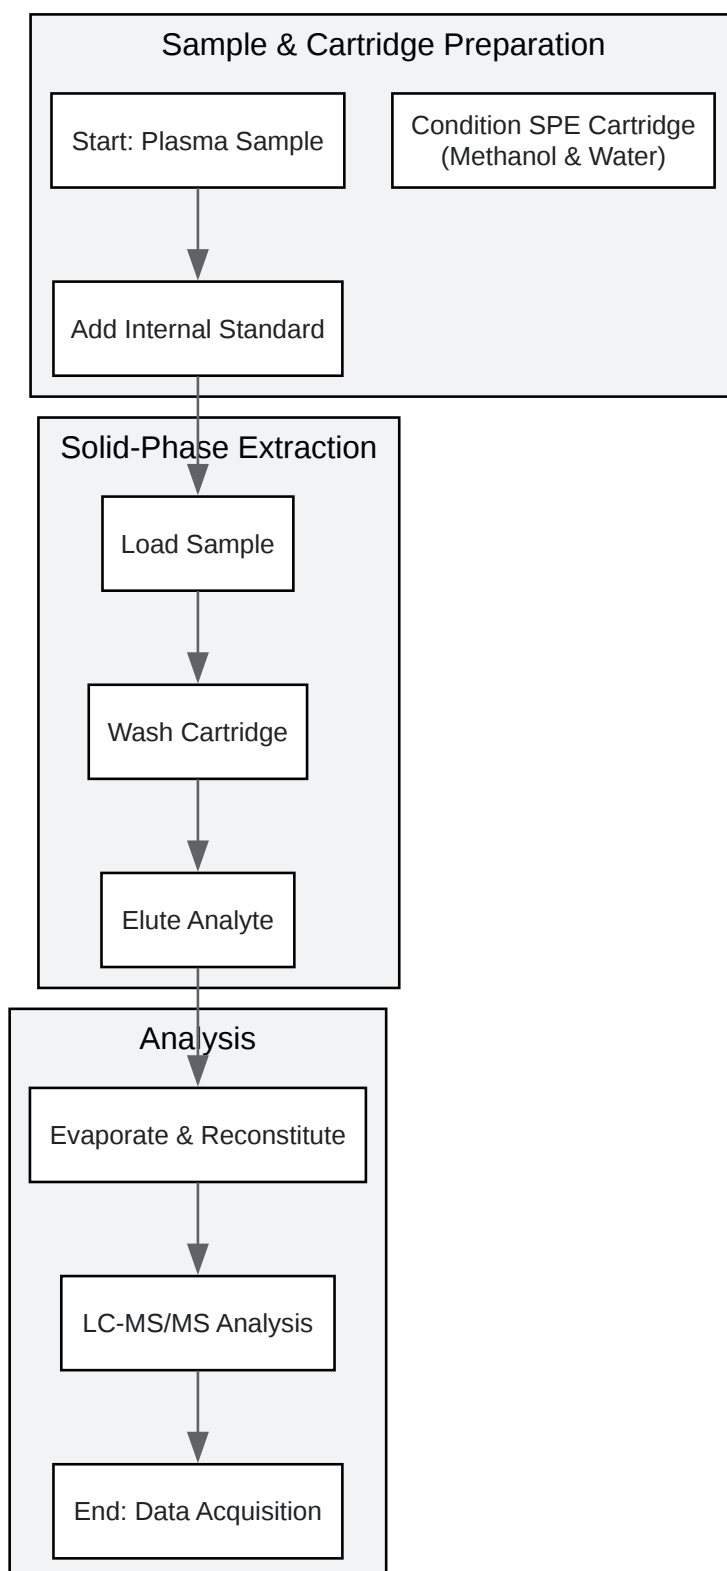 Sample & Cartridge Preparation
Start: Plasma Sample
Condition SPE Cartridge
(Methanol & Water)
Add Internal Standard
Solid-Phase Extraction
Load Sample
Wash Cartridge
Elute Analyte
Analysis
Evaporate & Reconstitute
LC-MS/MS Analysis
End: Data Acquisition